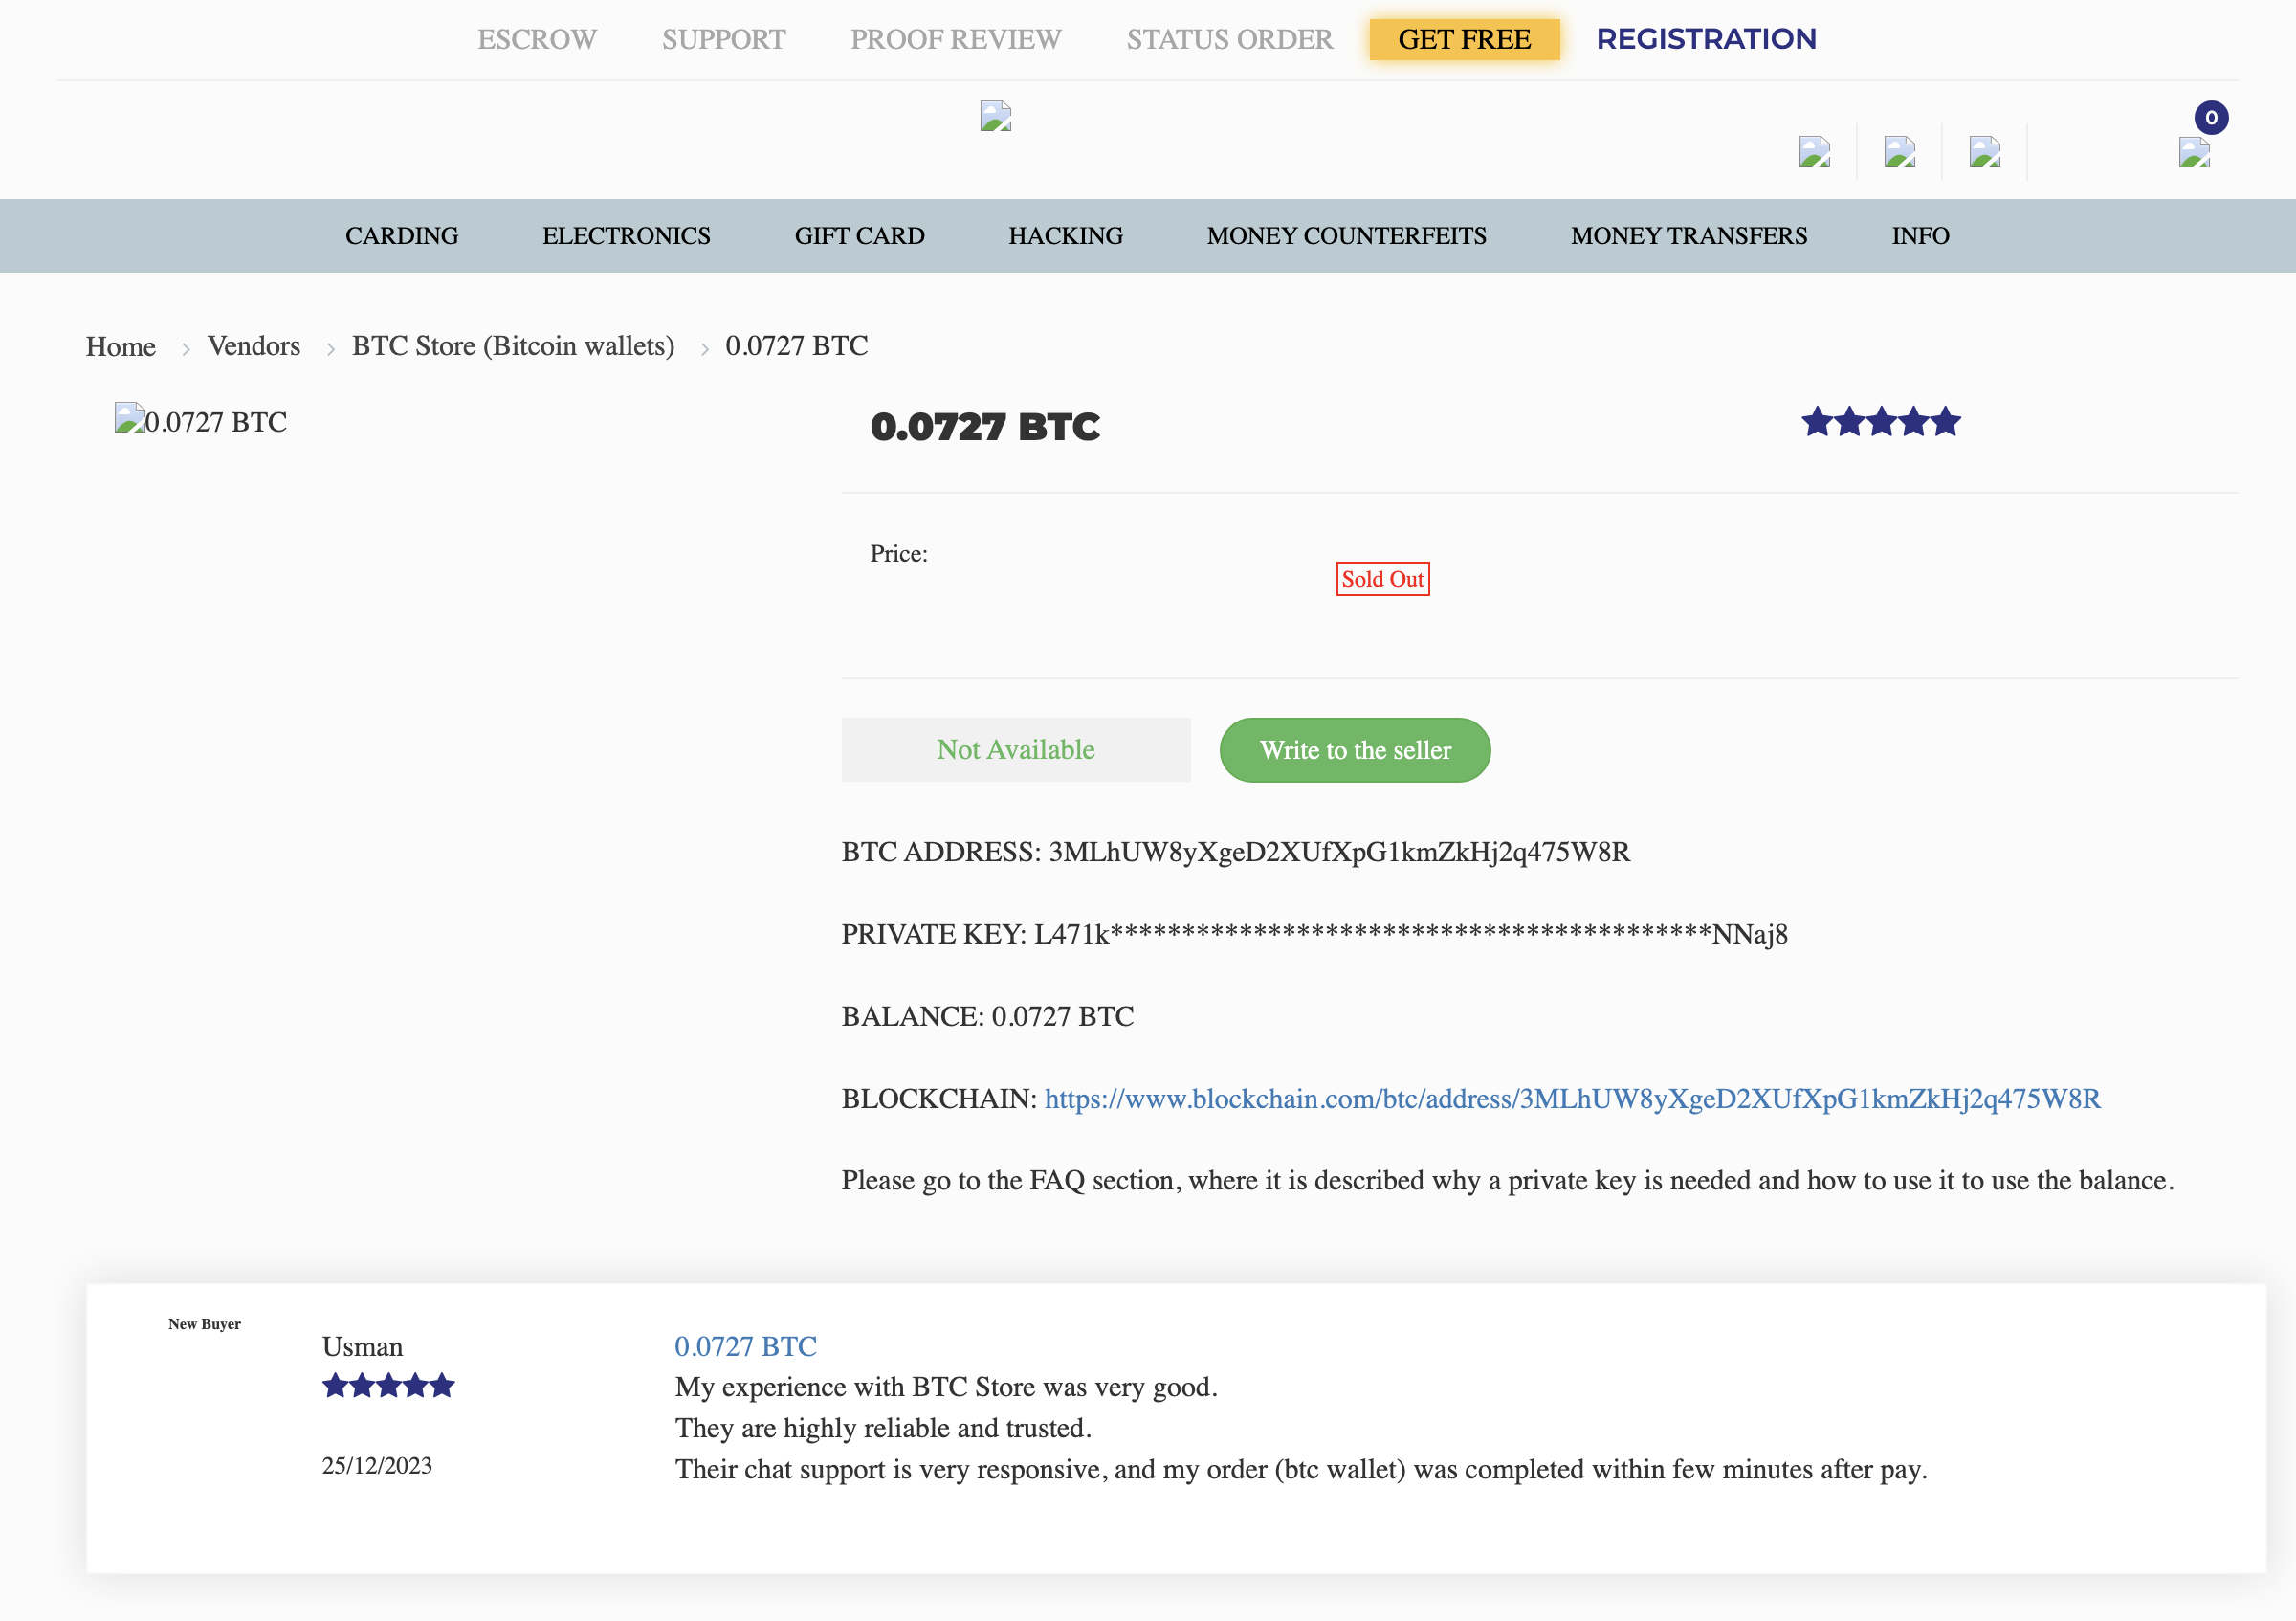 ESCROW SUPPORT PROOF REVIEW STATUS ORDER GET FREE REGISTRATION
0
CARDING ELECTRONICS GIFT CARD HACKING MONEY COUNTERFEITS MONEY TRANSFERS INFO
Home > Vendors > BTC Store (Bitcoin wallets) > 0.0727 BTC
0.0727 BTC
0.0727 BTC
Price:
Sold Out
Not Available
Write to the seller
BTC ADDRESS: 3MLhUW8yXgeD2XUfXpG1kmZkHj2q475W8R
PRIVATE KEY: L471k******************************************NNaj8
BALANCE: 0.0727 BTC
BLOCKCHAIN: https://www.blockchain.com/btc/address/3MLhUW8yXgeD2XUfXpG1kmZkHj2q475W8R
Please go to the FAQ section, where it is described why a private key is needed and how to use it to use the balance.
New Buyer
Usman
25/12/2023
0.0727 BTC
My experience with BTC Store was very good.
They are highly reliable and trusted.
Their chat support is very responsive, and my order (btc wallet) was completed within few minutes after pay.